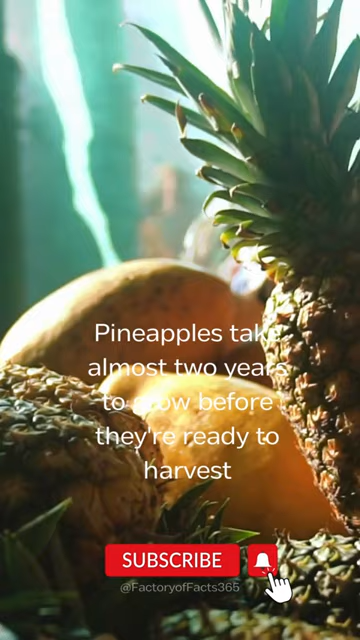 Pineapples take
almost two years
to grow before
they're ready to
harvest
SUBSCRIBE
@FactoryofFacts365